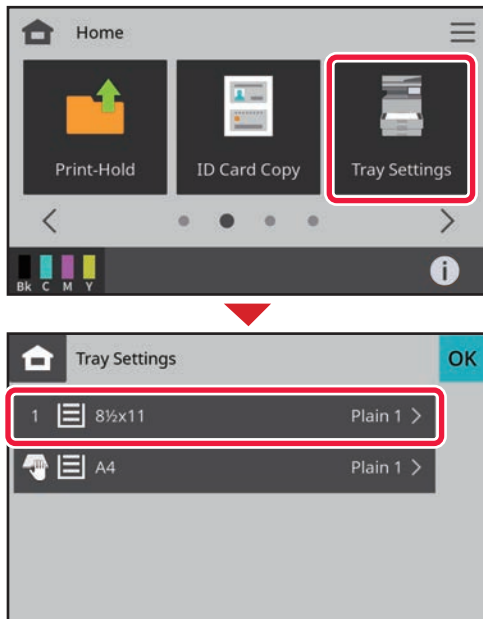 Home
Print-Hold
ID Card Copy
Tray Settings
Bk C M Y
i
Tray Settings
OK
1 8½x11 Plain 1 >
A4 Plain 1 >